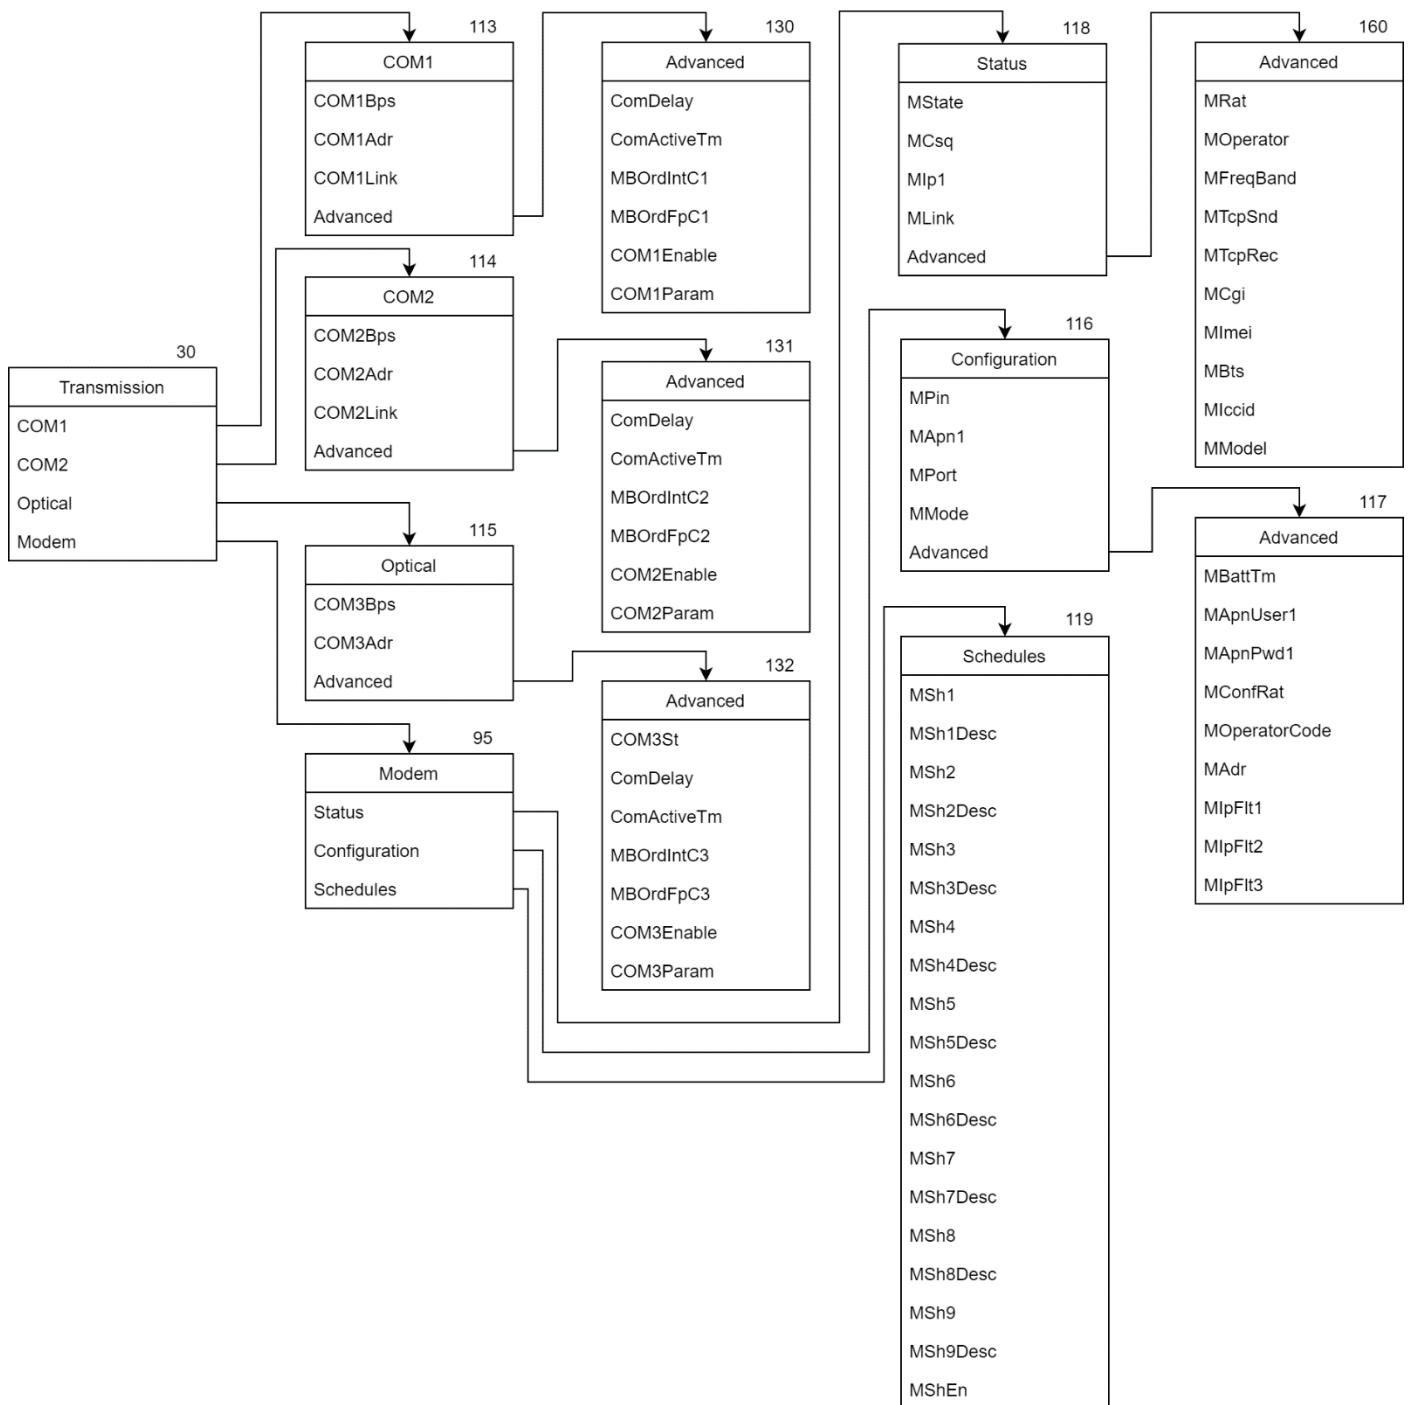 30
Transmission
COM1
COM2
Optical
Modem
113
COM1
COM1Bps
COM1Adr
COM1Link
Advanced
114
COM2
COM2Bps
COM2Adr
COM2Link
Advanced
115
Optical
COM3Bps
COM3Adr
Advanced
95
Modem
Status
Configuration
Schedules
130
Advanced
ComDelay
ComActiveTm
MBOrdIntC1
MBOrdFpC1
COM1Enable
COM1Param
131
Advanced
ComDelay
ComActiveTm
MBOrdIntC2
MBOrdFpC2
COM2Enable
COM2Param
132
Advanced
COM3St
ComDelay
ComActiveTm
MBOrdIntC3
MBOrdFpC3
COM3Enable
COM3Param
118
Status
MState
MCsq
MIp1
MLink
Advanced
116
Configuration
MPin
MApn1
MPort
MMode
Advanced
119
Schedules
MSh1
MSh1Desc
MSh2
MSh2Desc
MSh3
MSh3Desc
MSh4
MSh4Desc
MSh5
MSh5Desc
MSh6
MSh6Desc
MSh7
MSh7Desc
MSh8
MSh8Desc
MSh9
MSh9Desc
MShEn
160
Advanced
MRat
MOperator
MFreqBand
MTcpSnd
MTcpRec
MCgi
MImei
MBts
MIccid
MModel
117
Advanced
MBattTm
MApnUser1
MApnPwd1
MConfRat
MOperatorCode
MAdr
MIpFlt1
MIpFlt2
MIpFlt3